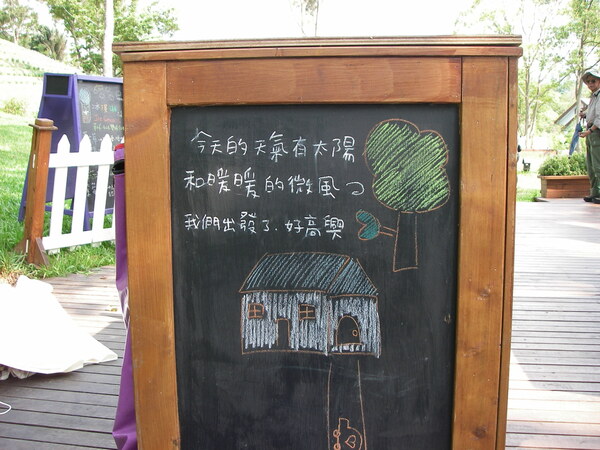 今天的天氣有太陽
和暖暖的微風つ
我們出發了.好高興